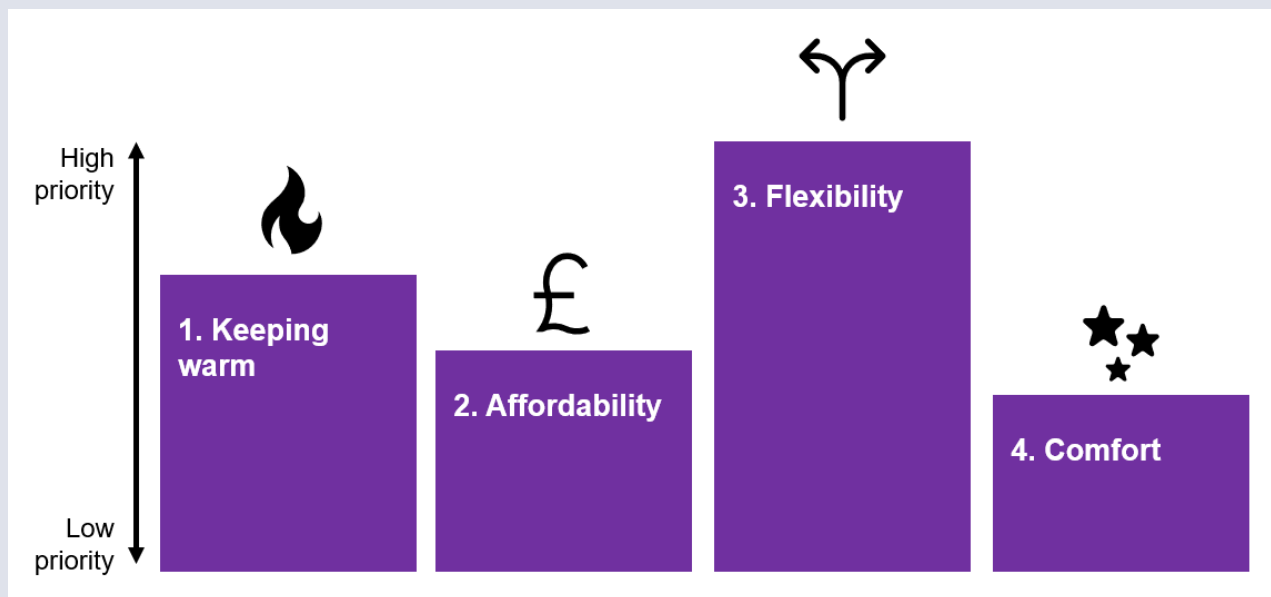 High
priority
1. Keeping
warm
£
2. Affordability
3. Flexibility
4. Comfort
Low
priority